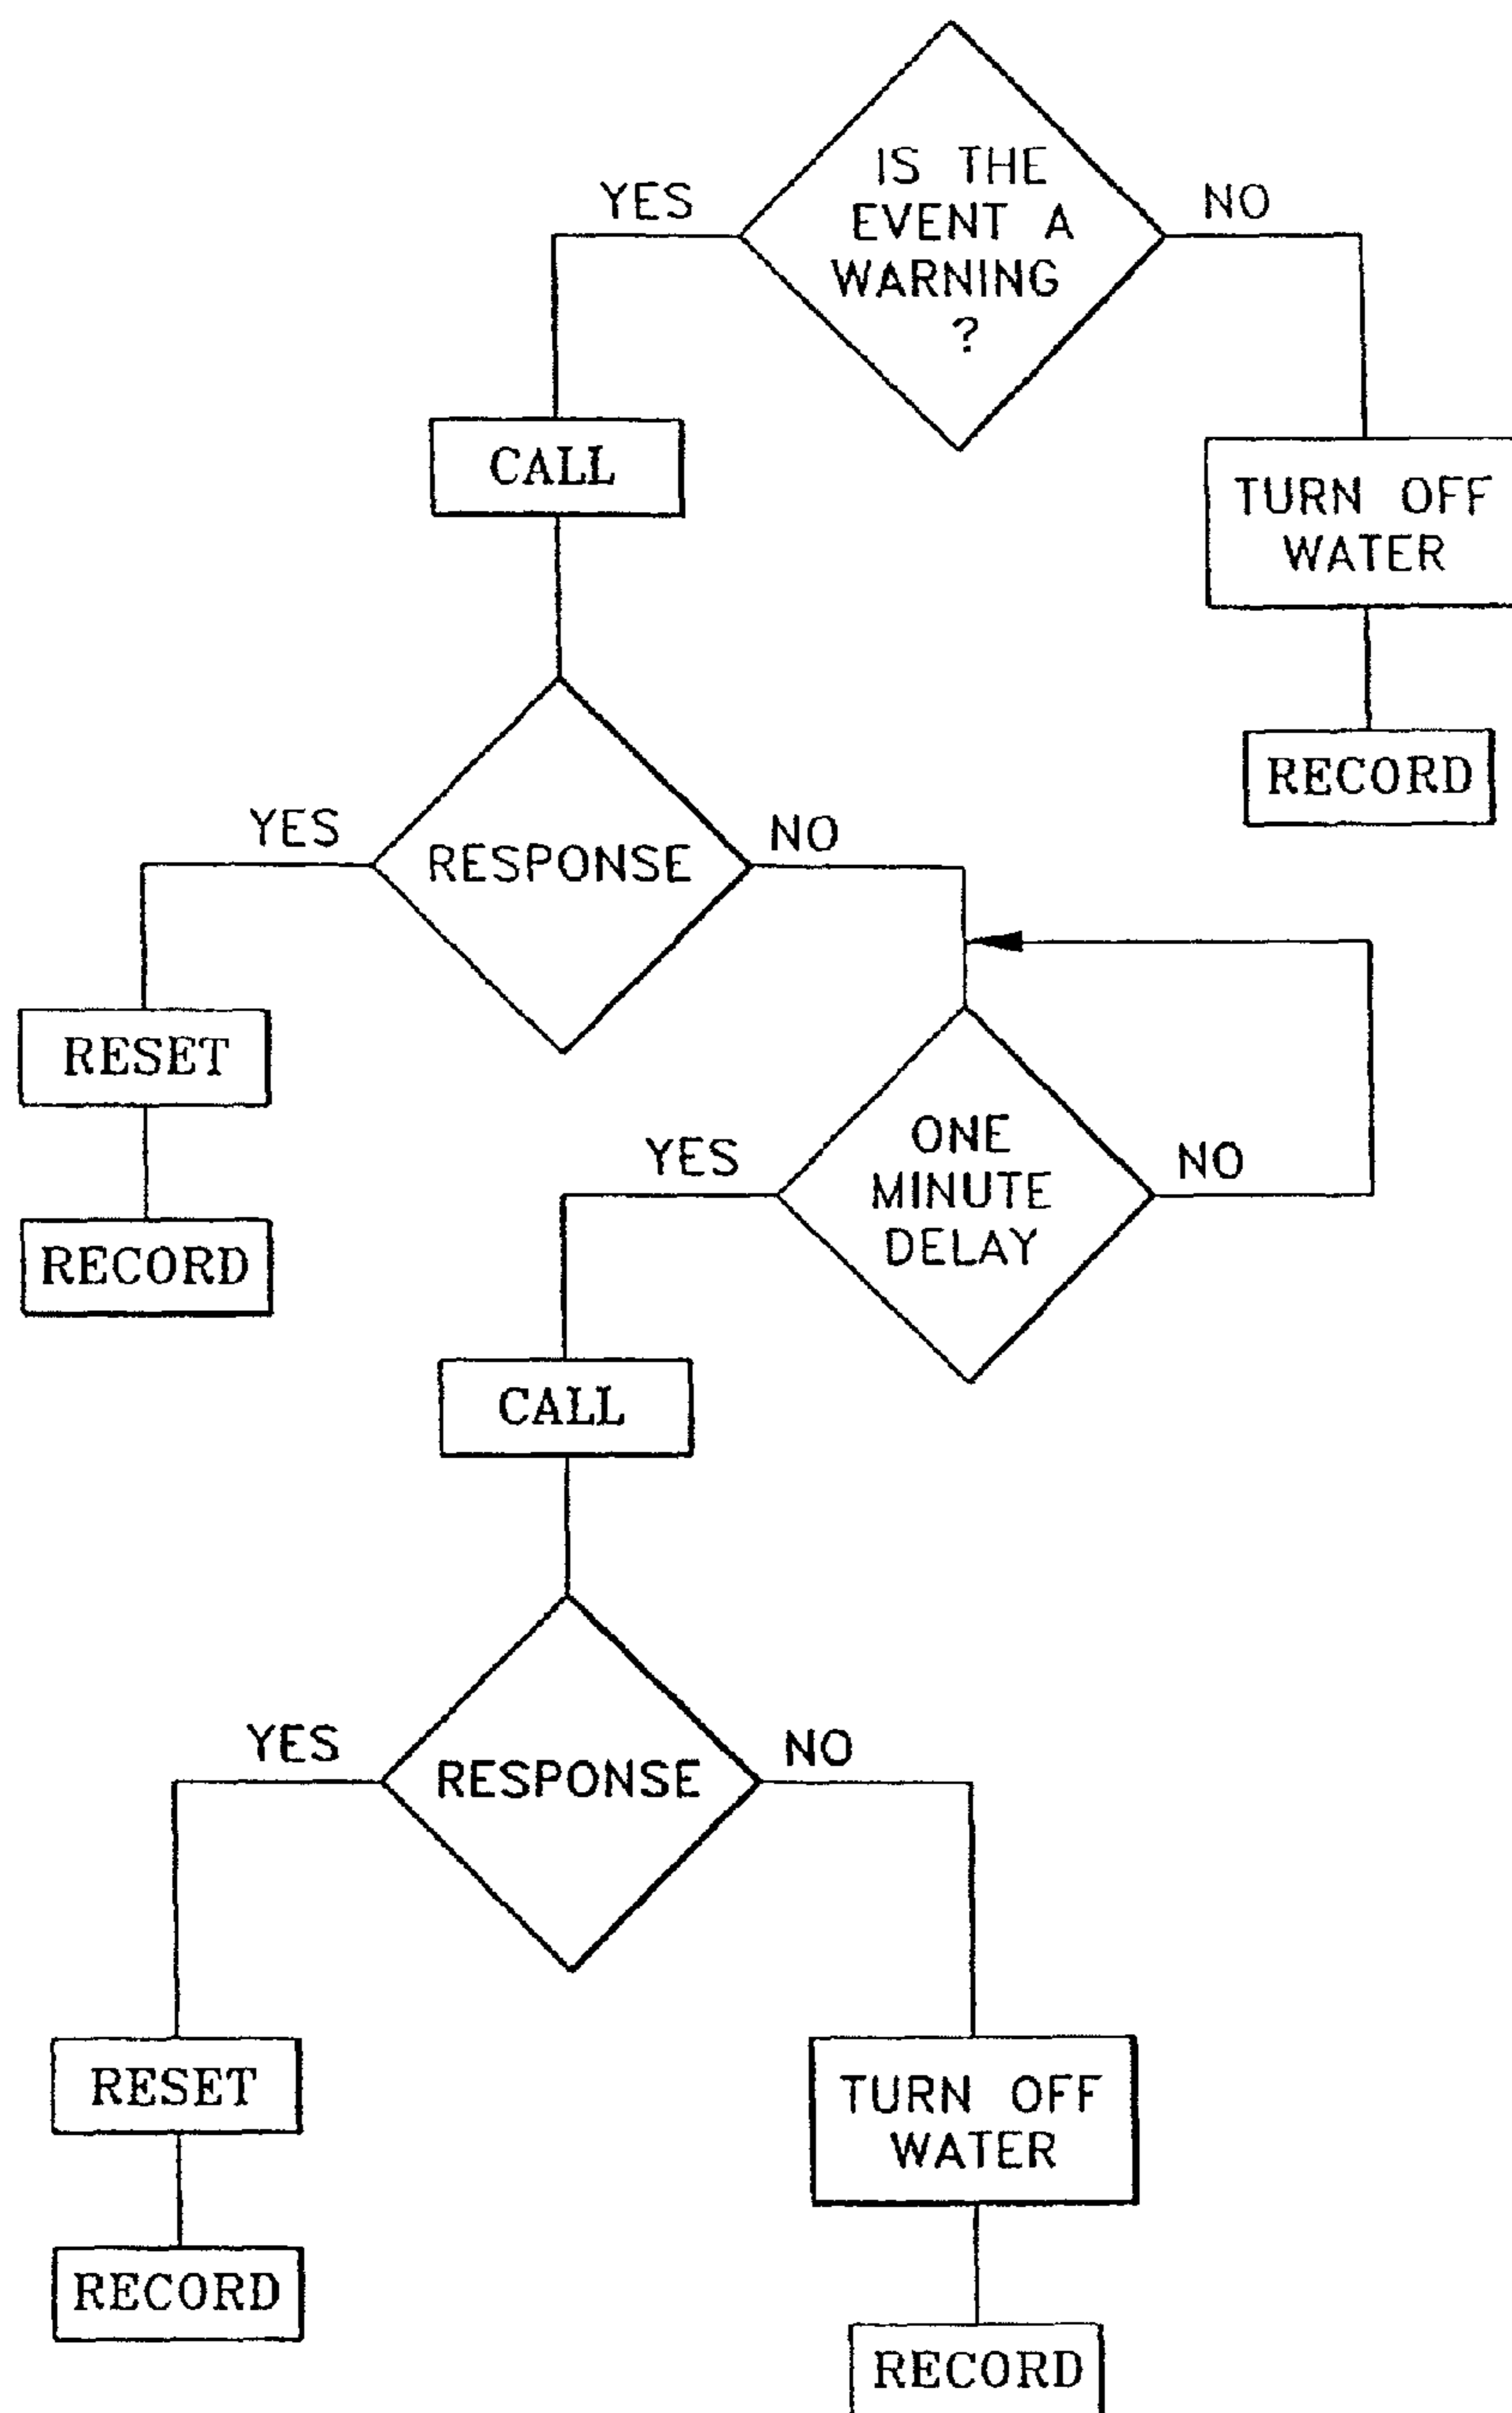 IS THE
EVENT A
WARNING
?
YES
NO
CALL
TURN OFF
WATER
RECORD
YES
RESPONSE
NO
RESET
RECORD
YES
ONE
MINUTE
DELAY
NO
CALL
YES
RESPONSE
NO
RESET
RECORD
TURN OFF
WATER
RECORD